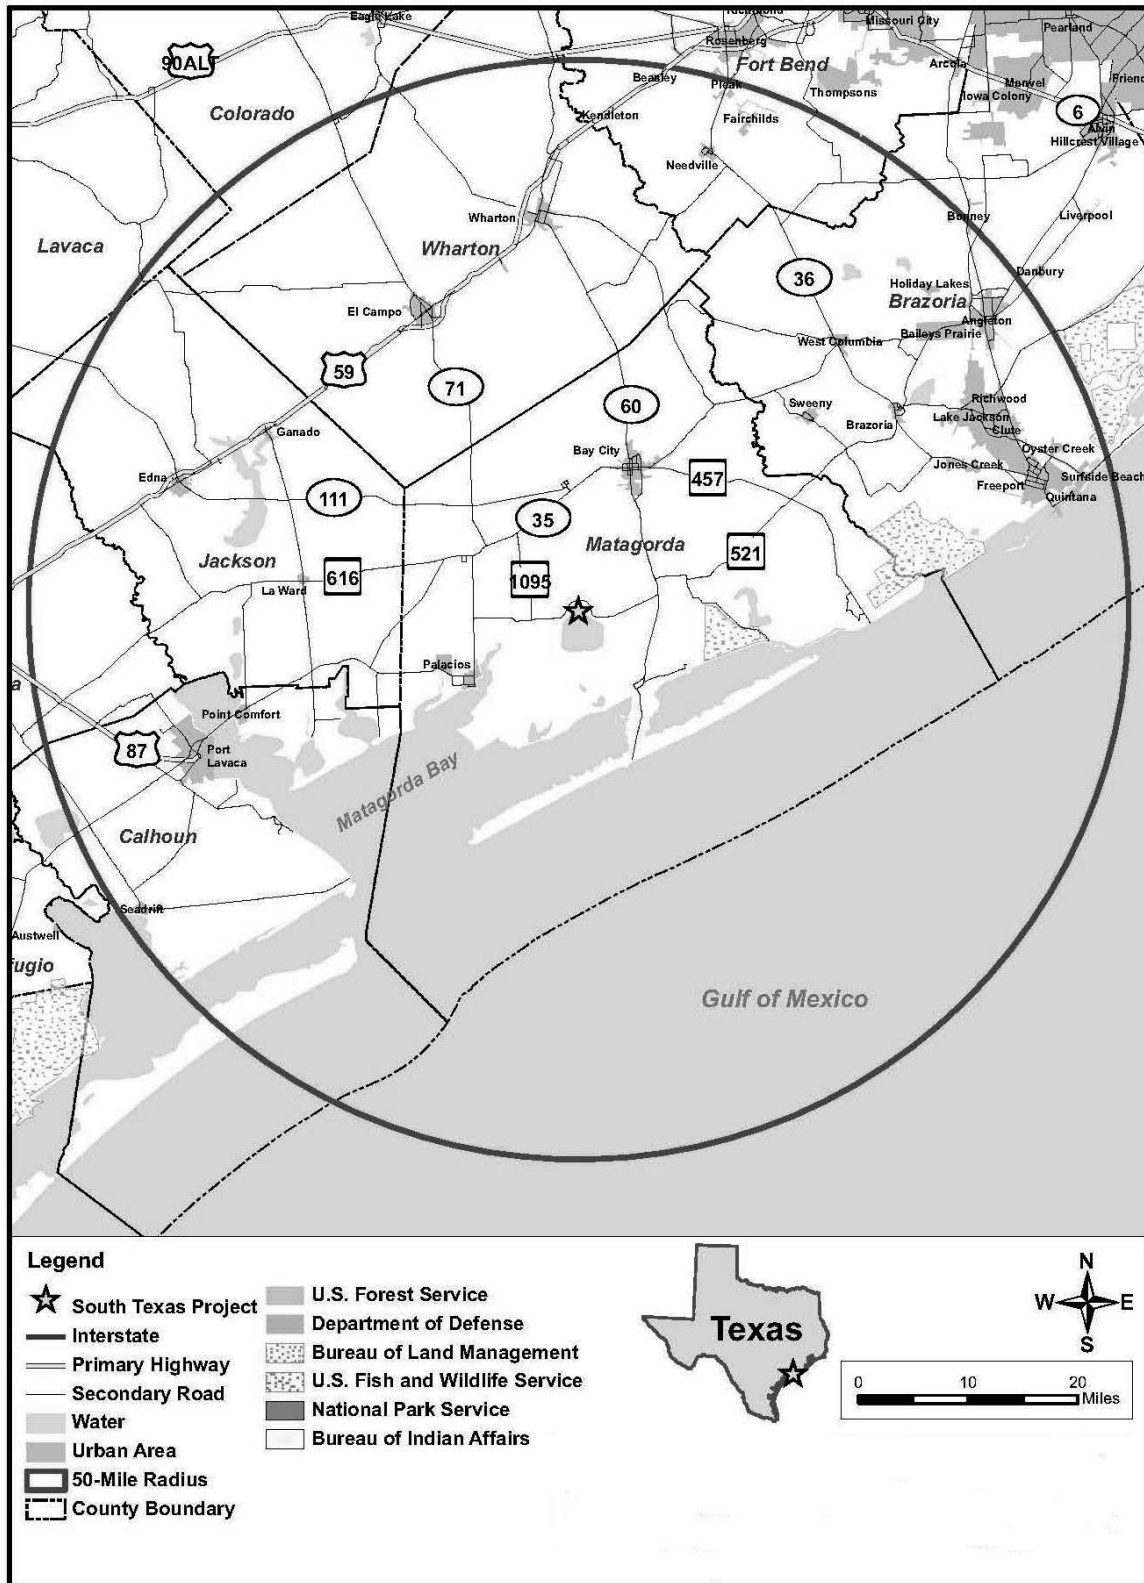 Eagle Lake
Richmond
Missouri City
Pearland
Rosenberg
90ALT
Fort Bend
Arcola
Beasley
Pleak
Manvel
Thompsons
Iowa Colony
Colorado
Kendleton
Fairchilds
6
Alvin
Hillcrest Village
Needville
Wharton
Bonney
Liverpool
Lavaca
Wharton
36
Danbury
Holiday Lakes
Brazoria
El Campo
Angleton
Baileys Prairie
West Columbia
59
71
60
Sweeny
Richwood
Brazoria
Lake Jackson
Clute
Ganado
Bay City
Oyster Creek
Edna
457
Jones Creek
Surfside Beach
Freeport
Quintana
111
35
Matagorda
521
Jackson
616
1095
La Ward
Palacios
Point Comfort
87
Port
Lavaca
Matagorda Bay
Calhoun
Seadrift
Austwell
fugio
Gulf of Mexico
Legend
South Texas Project
Interstate
Primary Highway
Secondary Road
Water
Urban Area
50-Mile Radius
County Boundary
U.S. Forest Service
Department of Defense
Bureau of Land Management
U.S. Fish and Wildlife Service
National Park Service
Bureau of Indian Affairs
Texas
N
W E
S
0 10 20
Miles